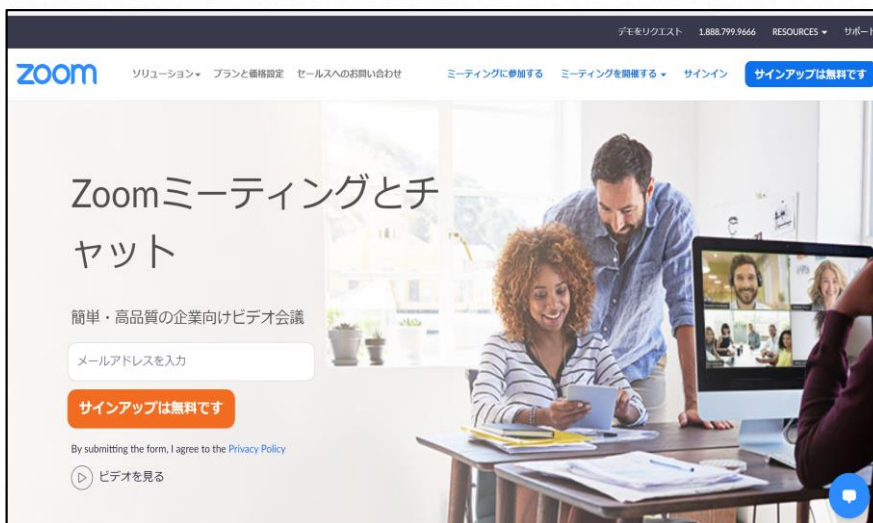 デモをリクエスト 1.888.799.9666 RESOURCES サポート
zoom ソリューション プランと価格設定 セールスへのお問い合わせ ミーティングに参加する ミーティングを開催する サインイン サインアップは無料です
Zoomミーティングとチ
ャット
簡単・高品質の企業向けビデオ会議
メールアドレスを入力
サインアップは無料です
By submitting the form, I agree to the Privacy Policy
ビデオを見る